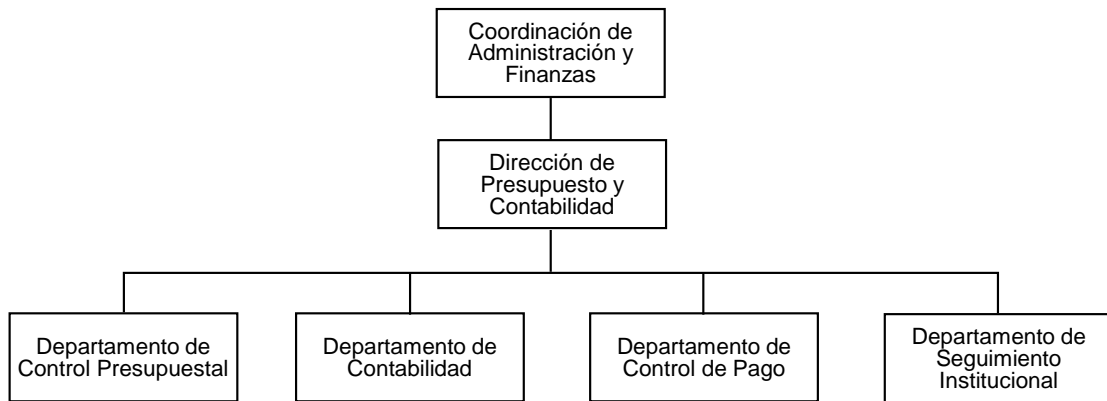 Coordinación de
Administración y
Finanzas
Dirección de
Presupuesto y
Contabilidad
Departamento de
Control Presupuestal
Departamento de
Contabilidad
Departamento de
Control de Pago
Departamento de
Seguimiento
Institucional